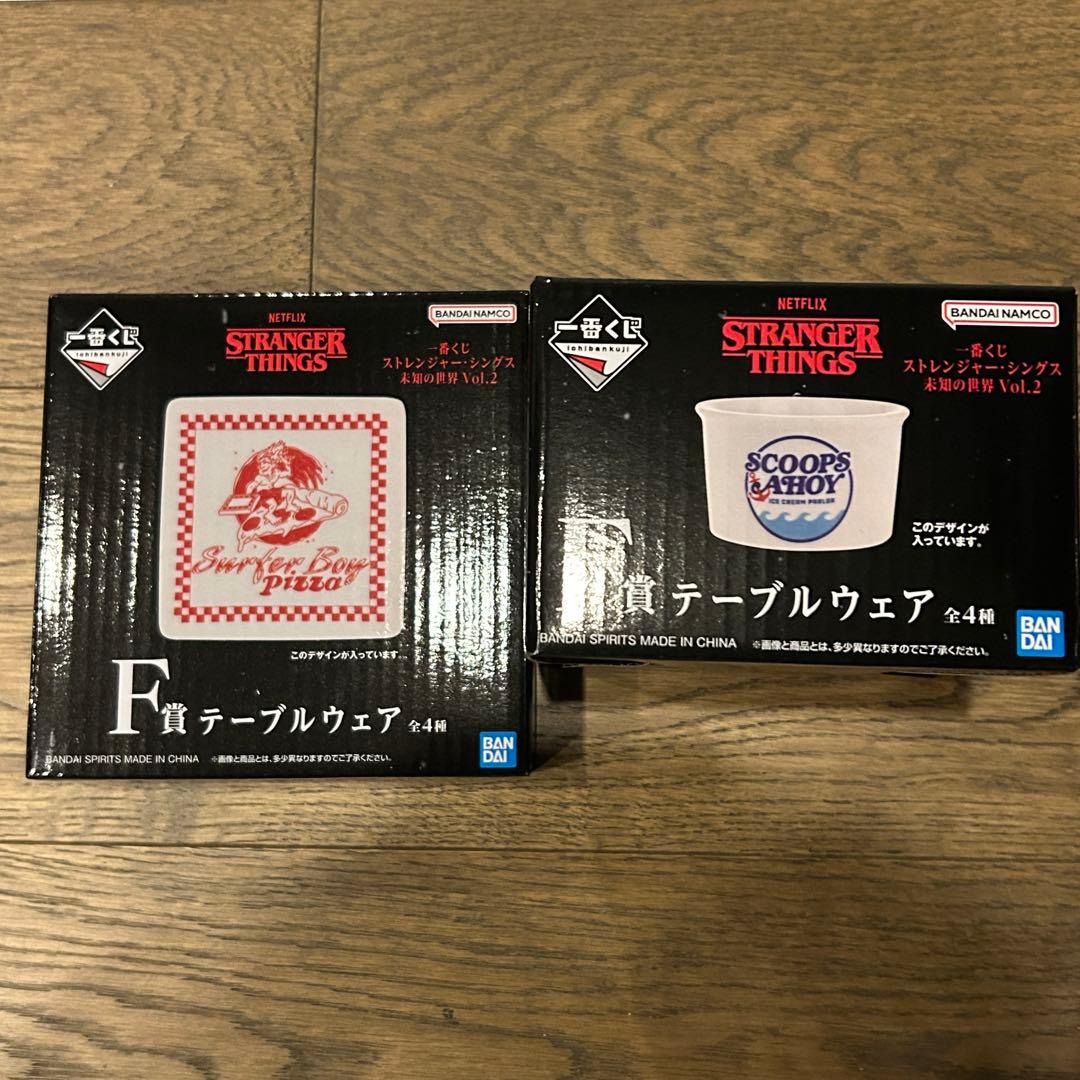 一番くじ
ichibankuji
NETFLIX
STRANGER
THINGS
BANDAI NAMCO
一番くじ
ストレンジャー・シングス
未知の世界 Vol.2
Surfer Boy
Pizza
このデザインが入っています。
F賞 テーブルウェア 全4種
BANDAI SPIRITS MADE IN CHINA ※画像と商品とは、多少異なりますのでご了承ください。
BAN
DAI
一番くじ
ichibankuji
NETFLIX
STRANGER
THINGS
BANDAI NAMCO
一番くじ
ストレンジャー・シングス
未知の世界 Vol.2
SCOOPS
AHOY
ICE CREAM PARLOR
このデザインが
入っています。
F賞 テーブルウェア 全4種
BANDAI SPIRITS MADE IN CHINA ※画像と商品とは、多少異なりますのでご了承ください。
BAN
DAI